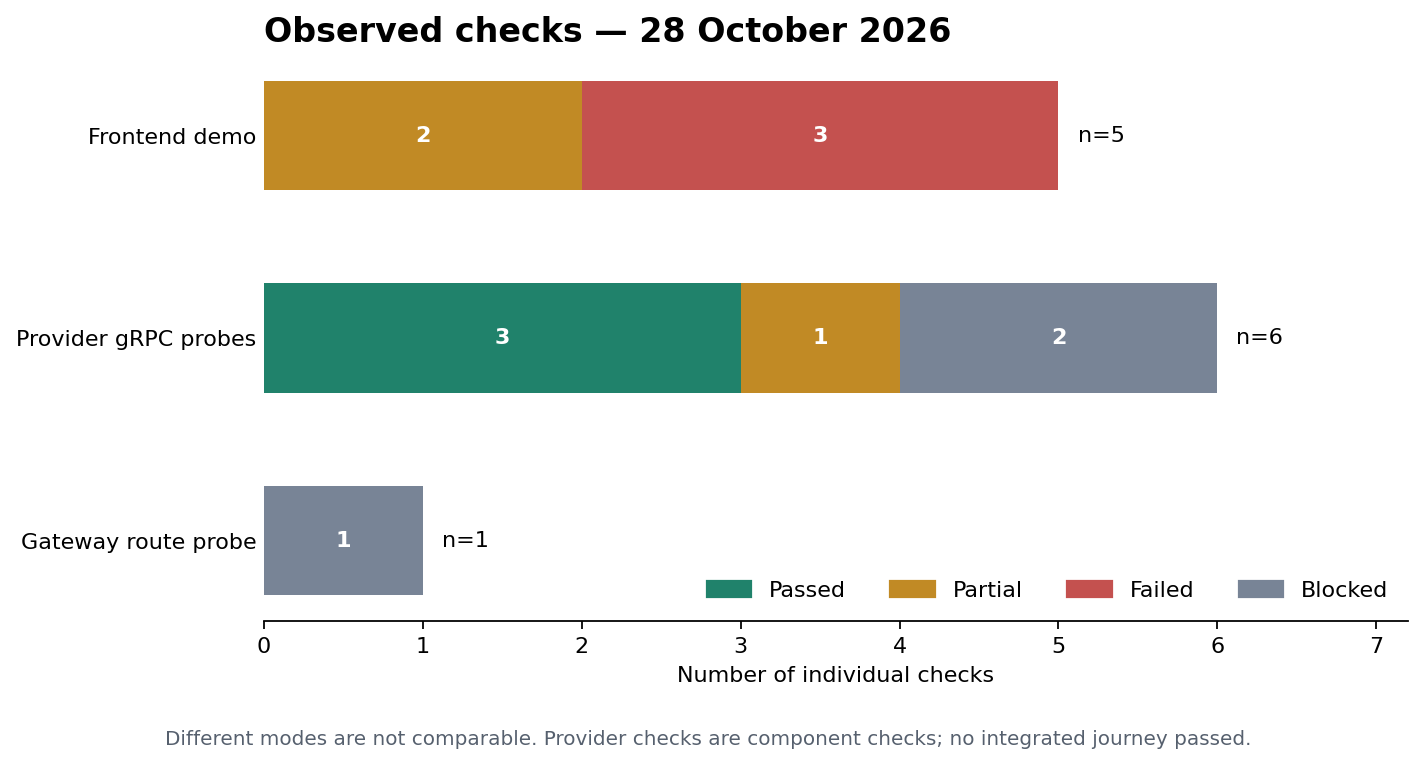 Observed checks — 28 October 2026
Frontend demo
2
3
n=5
Provider gRPC probes
3
1
2
n=6
Gateway route probe
1
n=1
Passed
Partial
Failed
Blocked
0 1 2 3 4 5 6 7
Number of individual checks
Different modes are not comparable. Provider checks are component checks; no integrated journey passed.